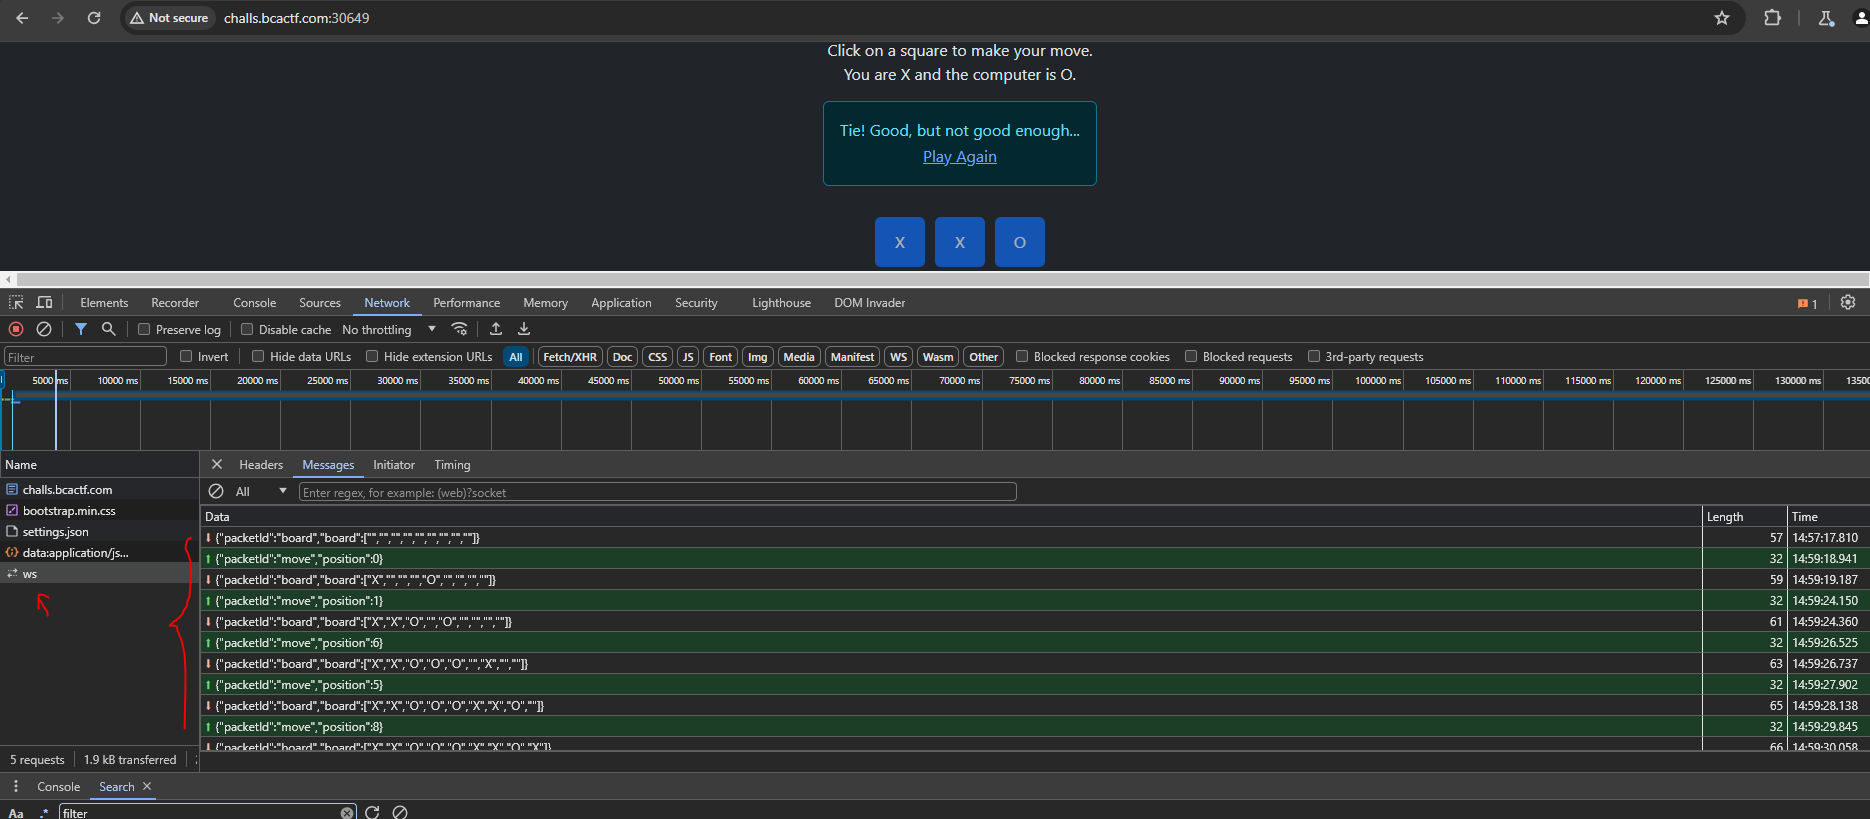 Not secure challs.bcactf.com:30649
Click on a square to make your move.
You are X and the computer is O.
Tie! Good, but not good enough...
Play Again
X X O
Elements Recorder Console Sources Network Performance Memory Application Security Lighthouse DOM Invader 1
Preserve log Disable cache No throttling
Filter Invert Hide data URLs Hide extension URLs All Fetch/XHR Doc CSS JS Font Img Media Manifest WS Wasm Other Blocked response cookies Blocked requests 3rd-party requests
5000 ms 10000 ms 15000 ms 20000 ms 25000 ms 30000 ms 35000 ms 40000 ms 45000 ms 50000 ms 55000 ms 60000 ms 65000 ms 70000 ms 75000 ms 80000 ms 85000 ms 90000 ms 95000 ms 100000 ms 105000 ms 110000 ms 115000 ms 120000 ms 125000 ms 130000 ms 13500
Name Headers Messages Initiator Timing
challs.bcactf.com All Enter regex, for example: (web)?socket
bootstrap.min.css Data Length Time
settings.json
data:application/js...
ws
{"packetId":"board","board":["","","","","","","","",""]} 57 14:57:17.810
{"packetId":"move","position":0} 32 14:59:18.941
{"packetId":"board","board":["X","","","","O","","","",""]} 59 14:59:19.187
{"packetId":"move","position":1} 32 14:59:24.150
{"packetId":"board","board":["X","X","O","","O","","","",""]} 61 14:59:24.360
{"packetId":"move","position":6} 32 14:59:26.525
{"packetId":"board","board":["X","X","O","O","O","","X","",""]} 63 14:59:26.737
{"packetId":"move","position":5} 32 14:59:27.902
{"packetId":"board","board":["X","X","O","O","O","X","X","O",""]} 65 14:59:28.138
{"packetId":"move","position":8} 32 14:59:29.845
{"packetId":"board","board":["X","X","O","O","O","X","X","O","X"]} 66 14:59:30.058
5 requests 1.9 kB transferred
Console Search
Aa .* filter